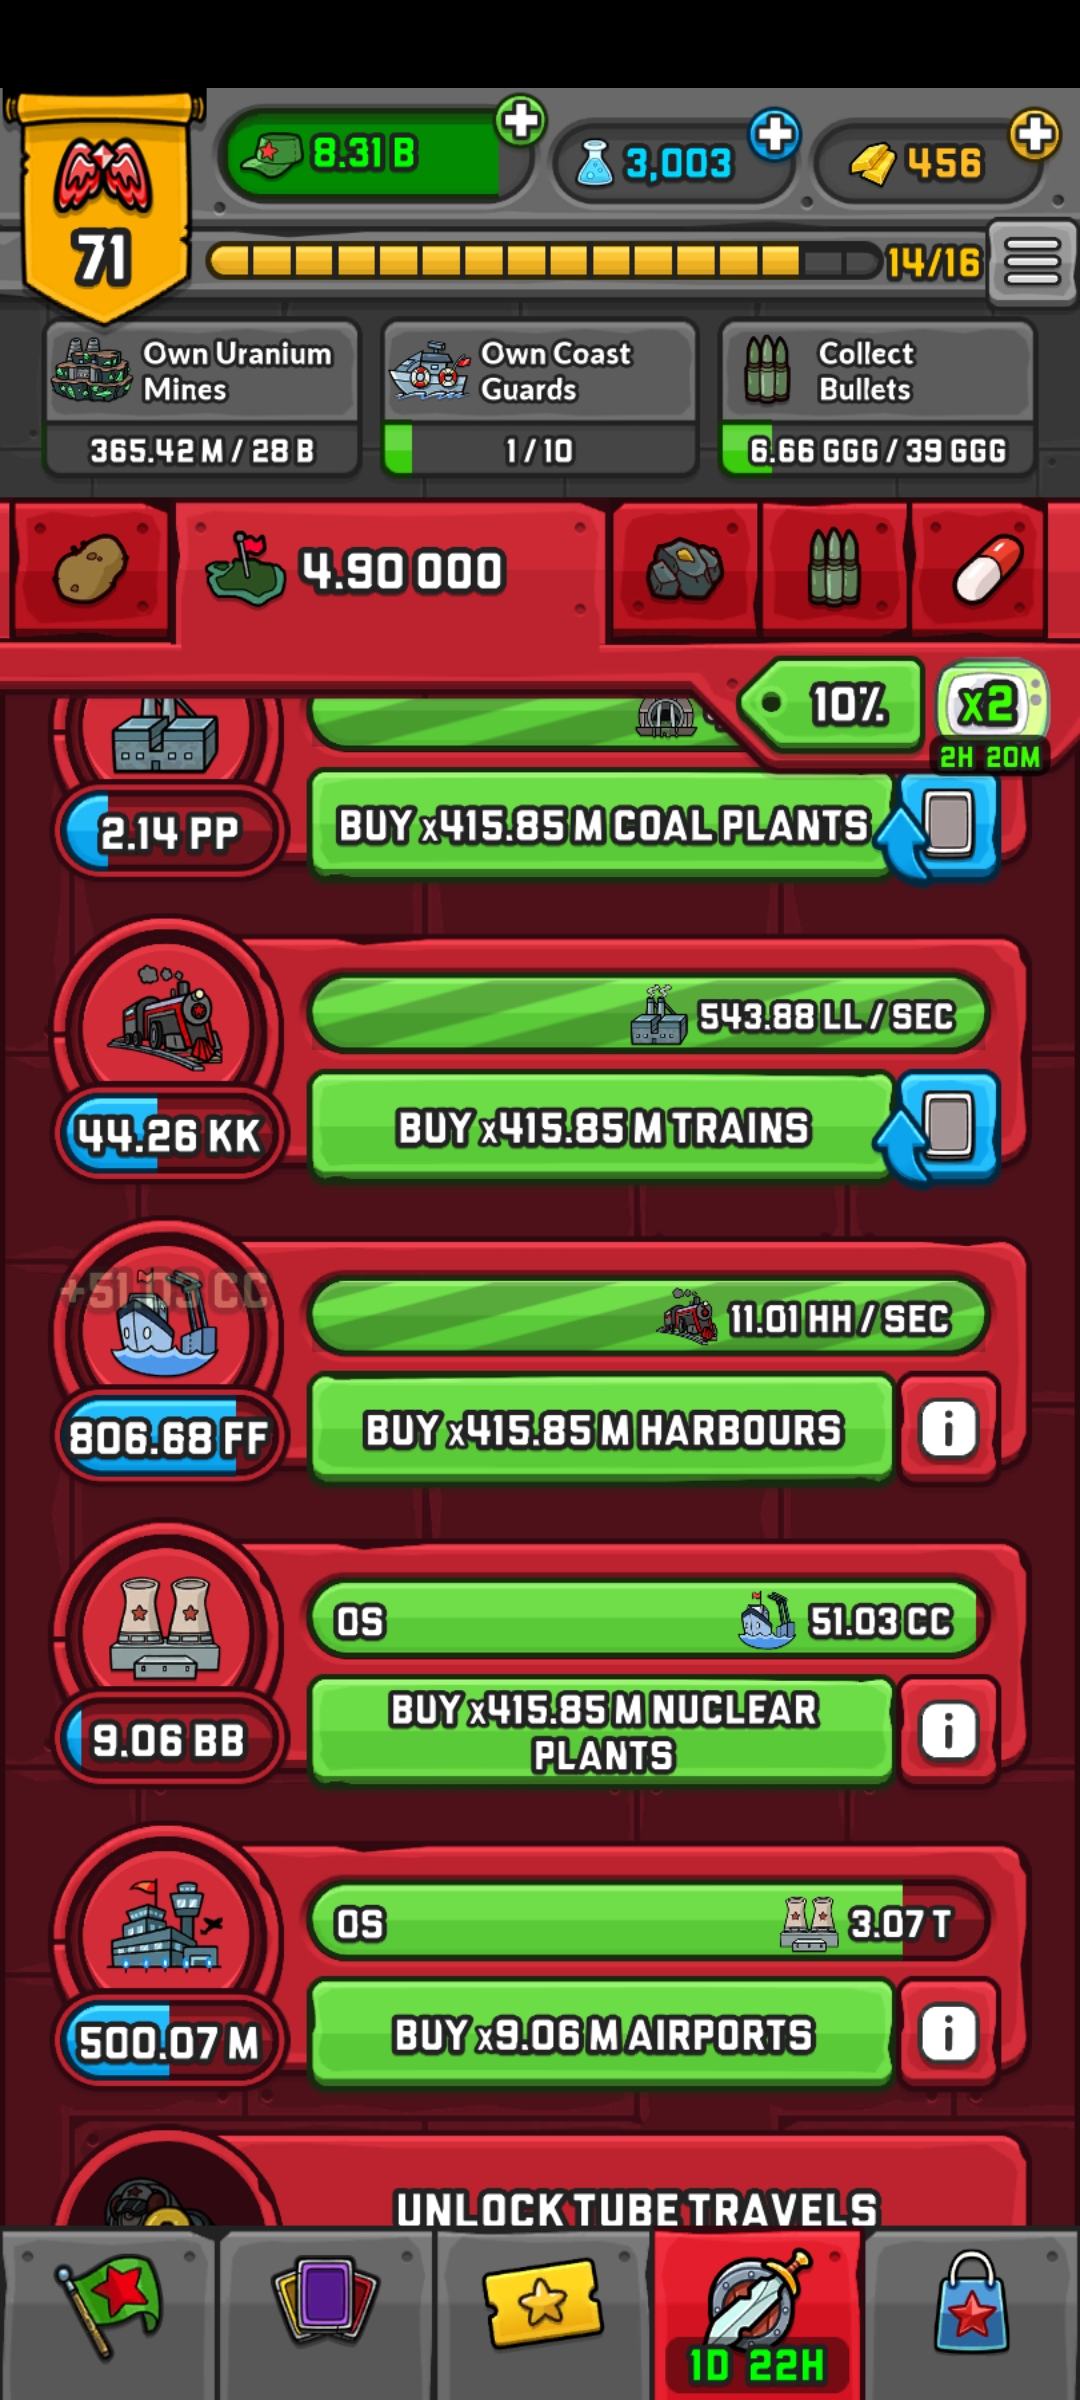 8.31 B
3,003
456
71
14/16
Own Uranium
Mines
365.42 M / 28 B
Own Coast
Guards
1 / 10
Collect
Bullets
6.66 GGG / 39 GGG
4.90 OOO
10%
x2
2H 20M
2.14 PP
BUY x415.85 M COAL PLANTS
543.88 LL / SEC
44.26 KK
BUY x415.85 M TRAINS
+51.03 CC
11.01 HH / SEC
806.68 FF
BUY x415.85 M HARBOURS
0S
51.03 CC
9.06 BB
BUY x415.85 M NUCLEAR
PLANTS
0S
3.07 T
500.07 M
BUY x9.06 M AIRPORTS
UNLOCK TUBE TRAVELS
1D 22H